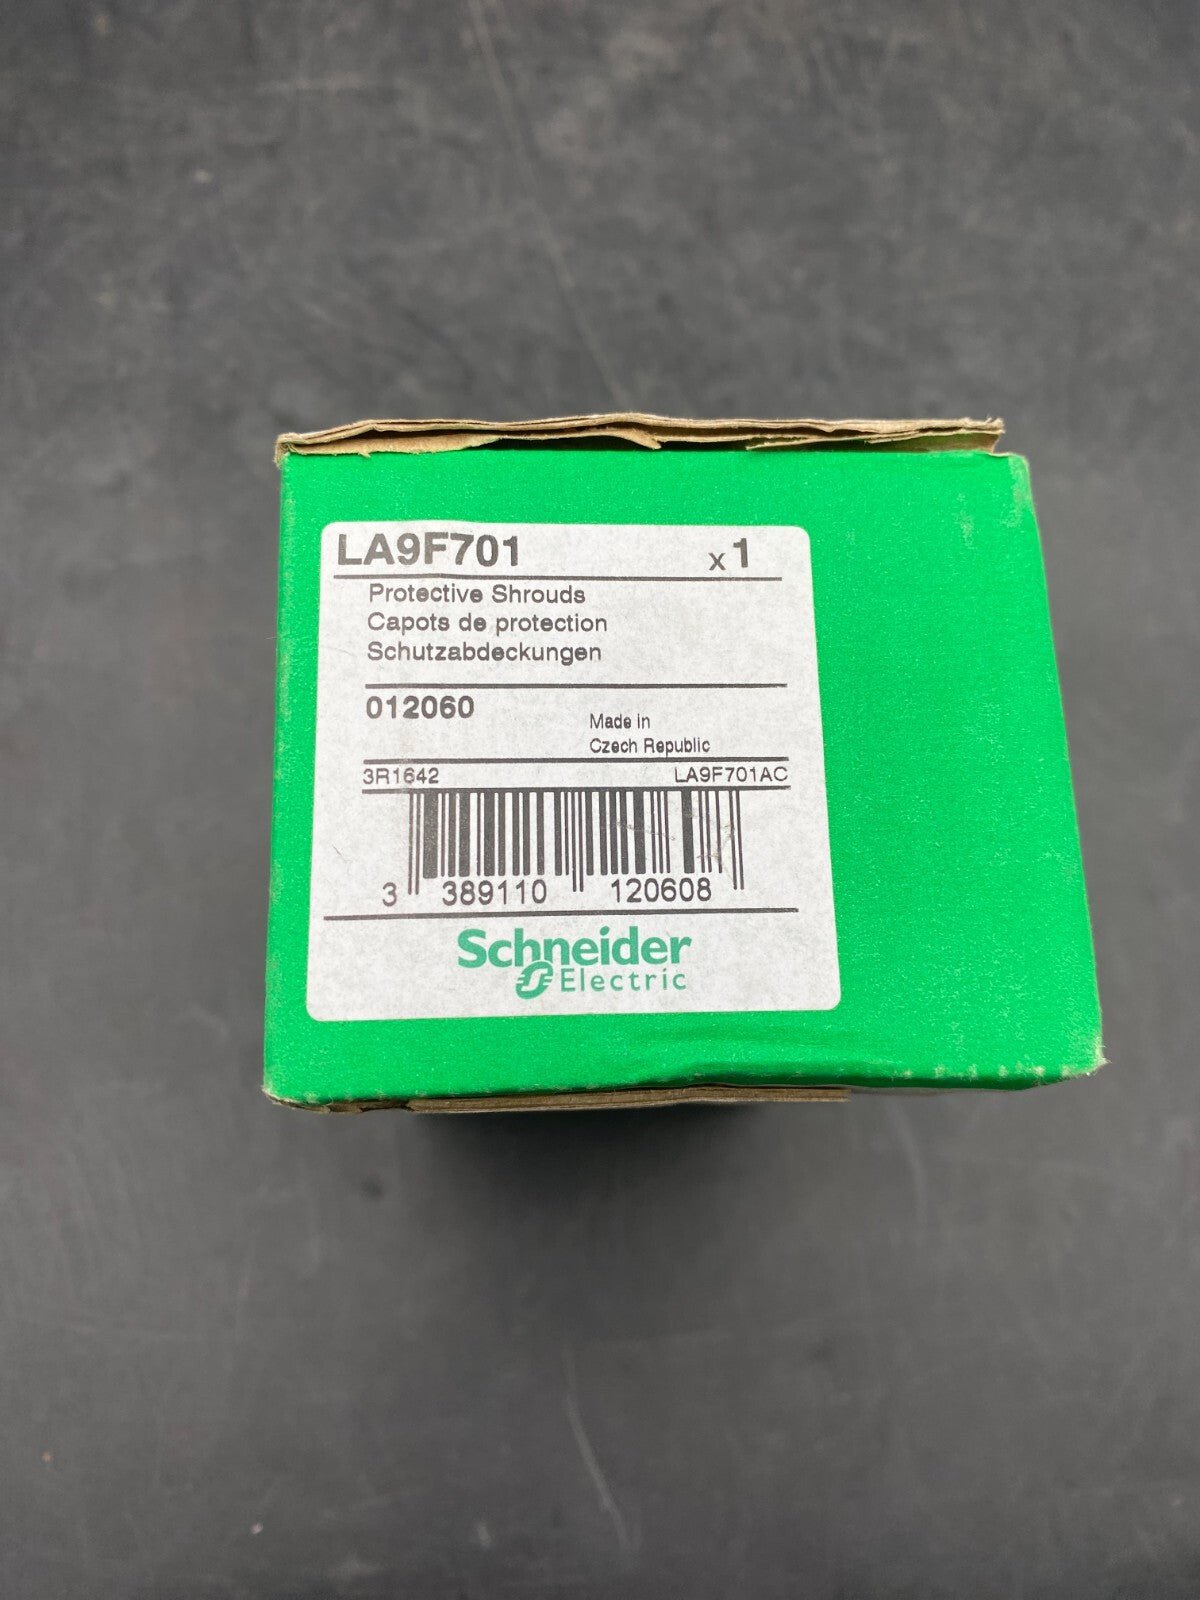 LA9F701 x 1
Protective Shrouds
Capots de protection
Schutzabdeckungen
012060
Made in
Czech Republic
3R1642 LA9F701AC
3 389110 120608
Schneider
Electric